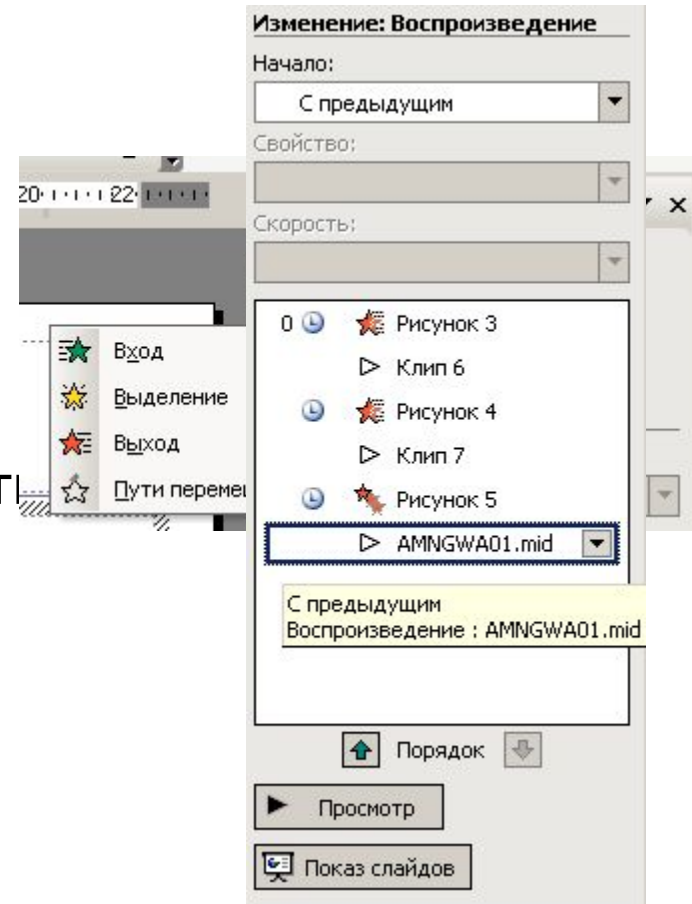 Изменение: Воспроизведение
Начало:
С предыдущим
Свойство:
20 22
Скорость:
0 Рисунок 3
Клип 6
Рисунок 4
Клип 7
Рисунок 5
AMNGWA01.mid
Вход
Выделение
Выход
Пути переме
С предыдущим
Воспроизведение : AMNGWA01.mid
Порядок
Просмотр
Показ слайдов